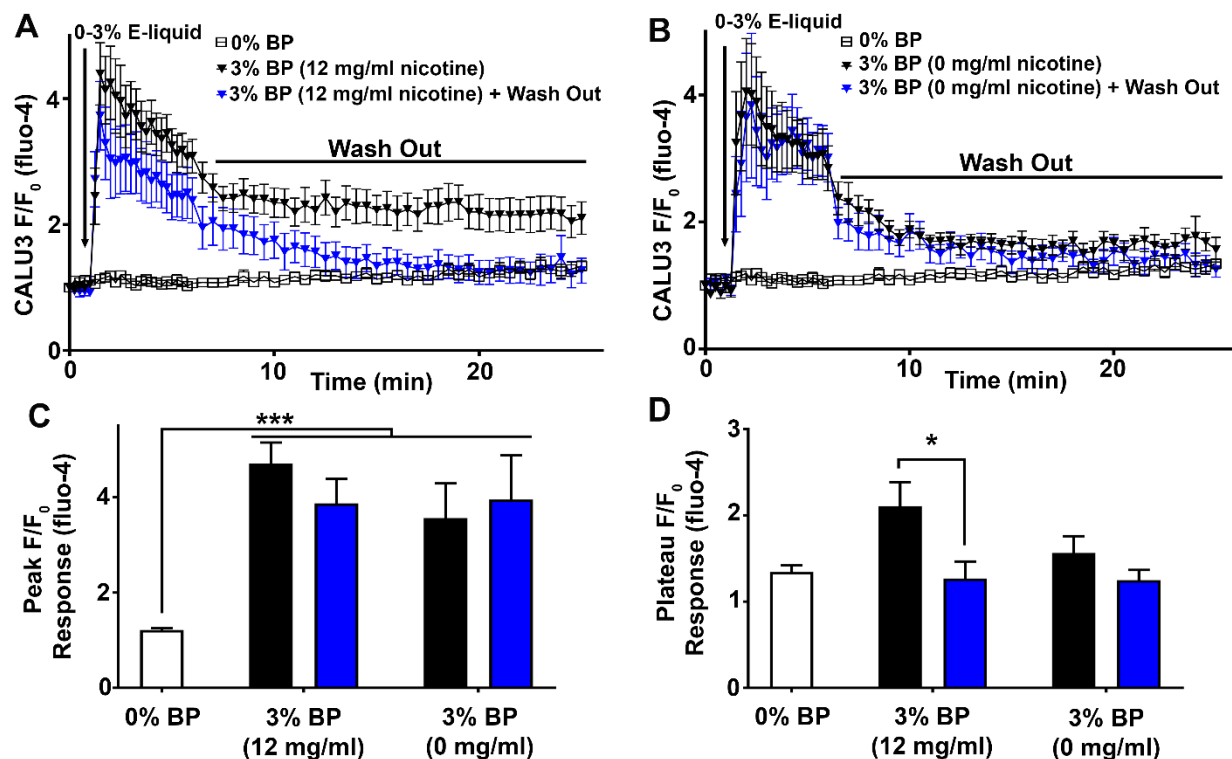 A
0-3% E-liquid
0% BP
3% BP (12 mg/ml nicotine)
3% BP (12 mg/ml nicotine) + Wash Out
Wash Out
CALU3 F/F0 (fluo-4)
4
2
0
0
10
20
Time (min)
B
0-3% E-liquid
0% BP
3% BP (0 mg/ml nicotine)
3% BP (0 mg/ml nicotine) + Wash Out
Wash Out
CALU3 F/F0 (fluo-4)
4
2
0
0
10
20
Time (min)
C
***
Peak F/F0
Response (fluo-4)
4
2
0
0% BP
3% BP
(12 mg/ml)
3% BP
(0 mg/ml)
D
*
Plateau F/F0
Response (fluo-4)
3
2
1
0
0% BP
3% BP
(12 mg/ml)
3% BP
(0 mg/ml)